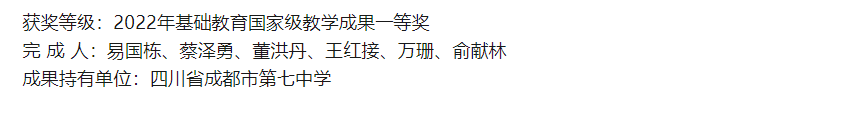 获奖等级：2022年基础教育国家级教学成果一等奖
完 成 人：易国栋、蔡泽勇、董洪丹、王红接、万珊、俞献林
成果持有单位：四川省成都市第七中学